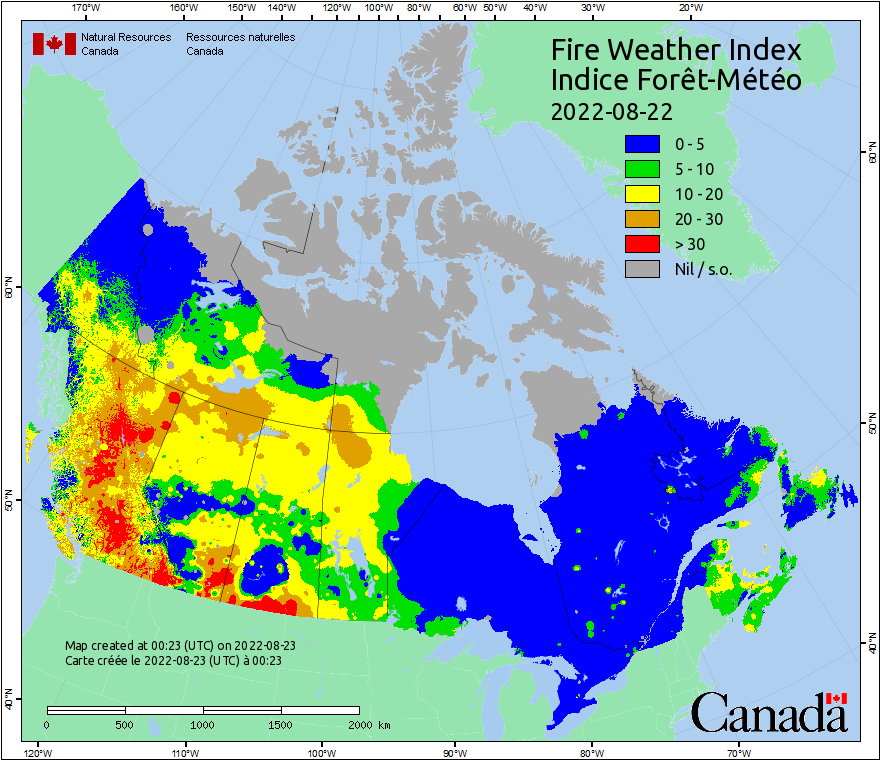 170°W 160°W 150°W 140°W 120°W 100°W 80°W 60°W 50°W 40°W 30°W 20°W
Natural Resources Ressources naturelles
Canada Canada
Fire Weather Index
Indice Forêt-Météo
2022-08-22
0 - 5
5 - 10
10 - 20
20 - 30
> 30
Nil / s.o.
60°N
60°N
50°N
50°N
40°N
40°N
Map created at 00:23 (UTC) on 2022-08-23
Carte créée le 2022-08-23 (UTC) à 00:23
0 500 1000 1500 2000 km
Canada
120°W 110°W 100°W 90°W 80°W 70°W